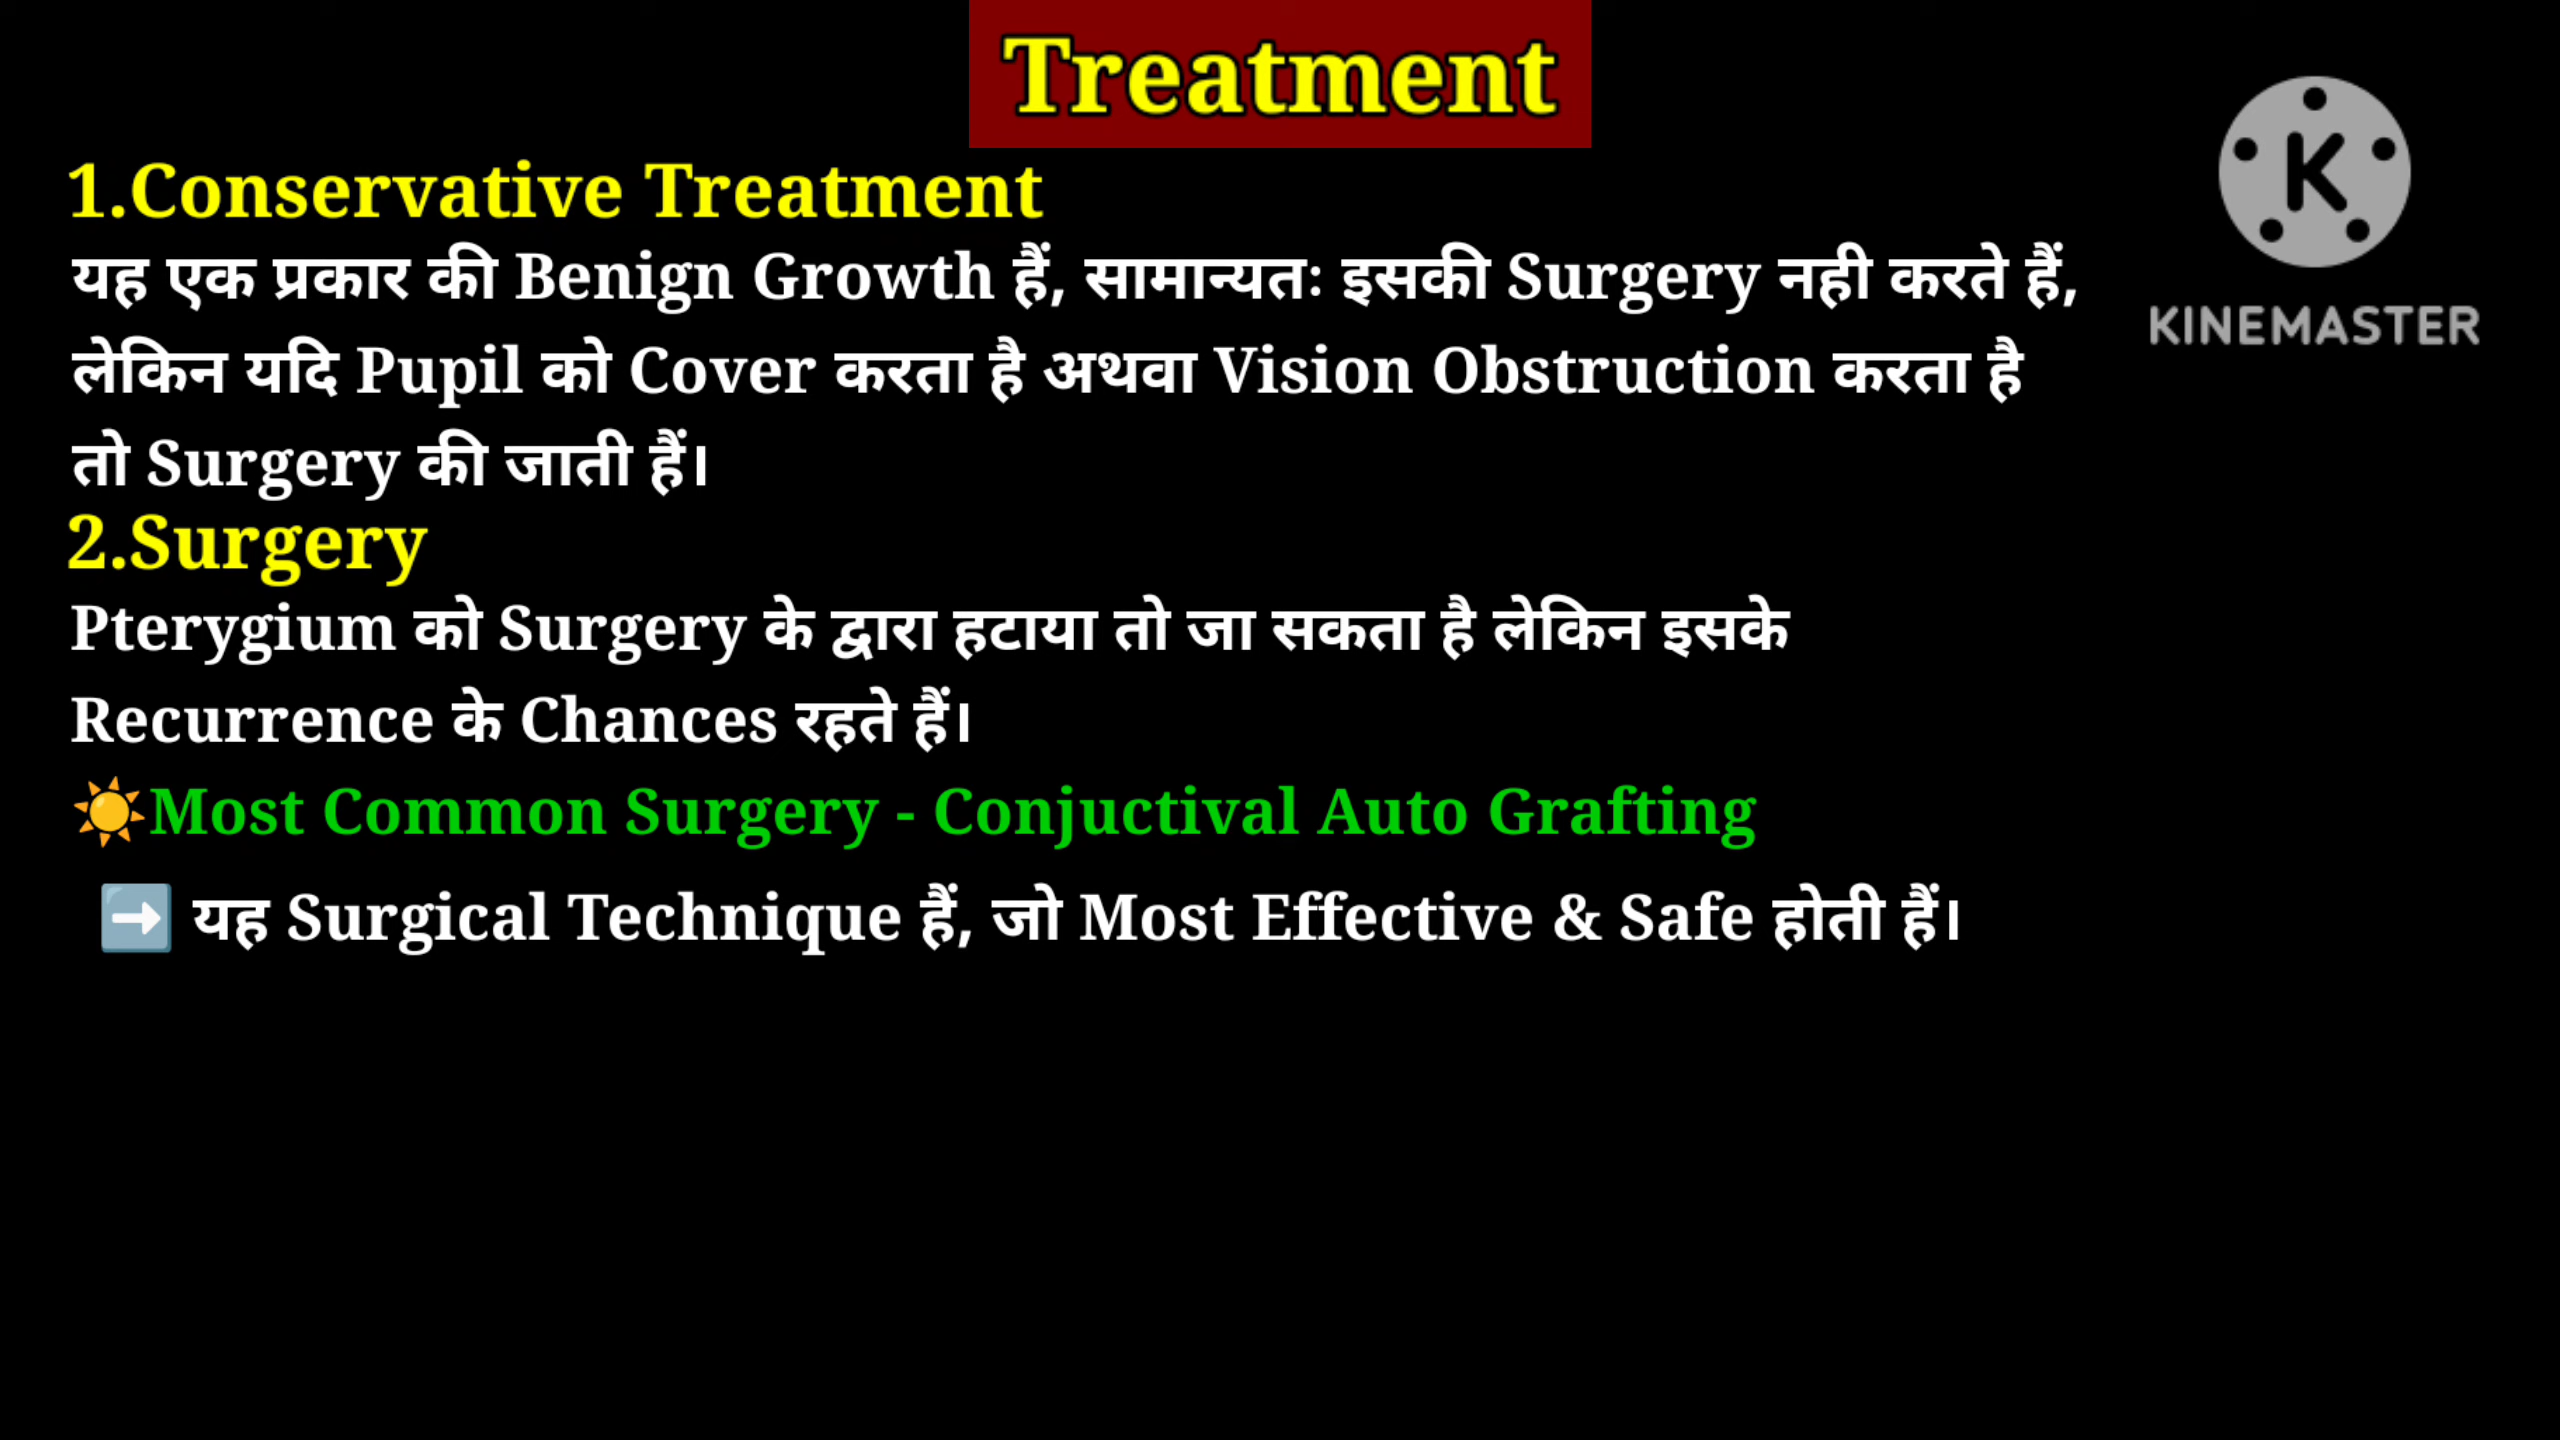 Treatment
1.Conservative Treatment
यह एक प्रकार की Benign Growth हैं, सामान्यतः इसकी Surgery नही करते हैं,
लेकिन यदि Pupil को Cover करता है अथवा Vision Obstruction करता है
तो Surgery की जाती हैं।
2.Surgery
Pterygium को Surgery के द्वारा हटाया तो जा सकता है लेकिन इसके
Recurrence के Chances रहते हैं।
☀️Most Common Surgery - Conjuctival Auto Grafting
➡️ यह Surgical Technique हैं, जो Most Effective & Safe होती हैं।
K
KINEMASTER